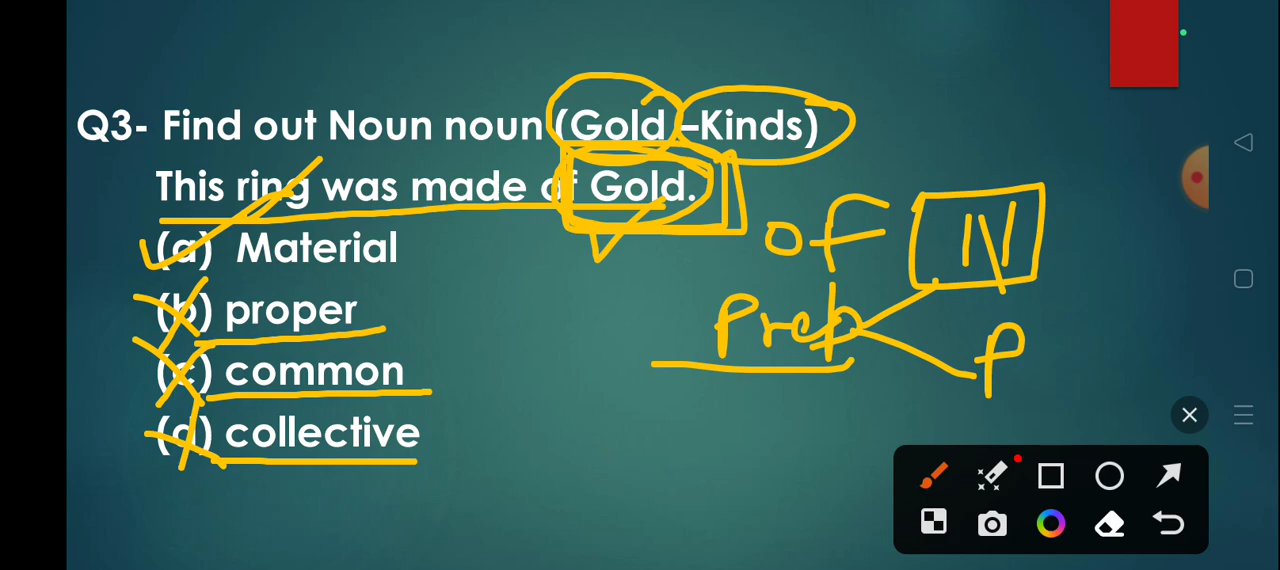 Q3- Find out Noun noun (Gold –Kinds)
This ring was made of Gold.
(a) Material
(b) proper
(c) common
(d) collective
of N
Prep
P